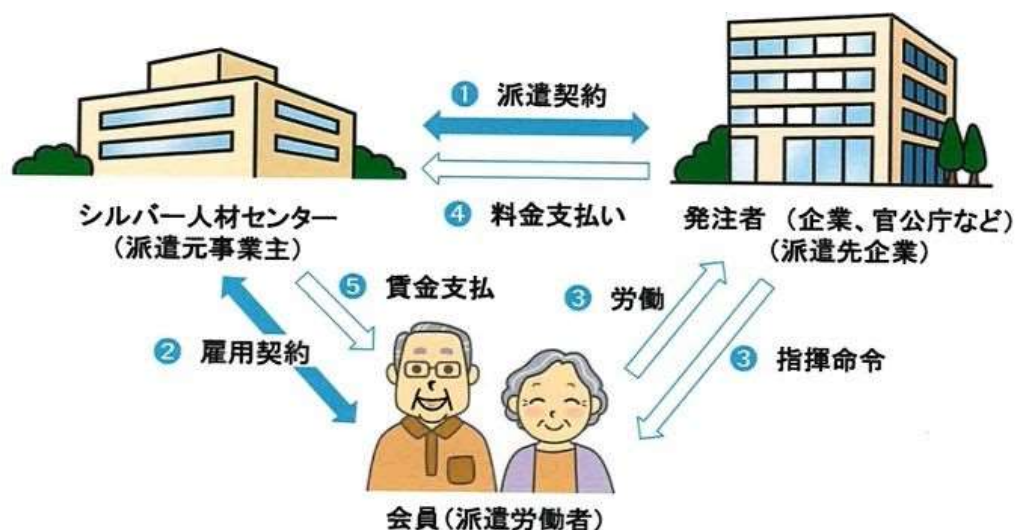 ❶ 派遣契約
❹ 料金支払い
シルバー人材センター
(派遣元事業主)
発注者 (企業、官公庁など)
(派遣先企業)
❺ 賃金支払
❸ 労働
❷ 雇用契約
❸ 指揮命令
会員(派遣労働者)